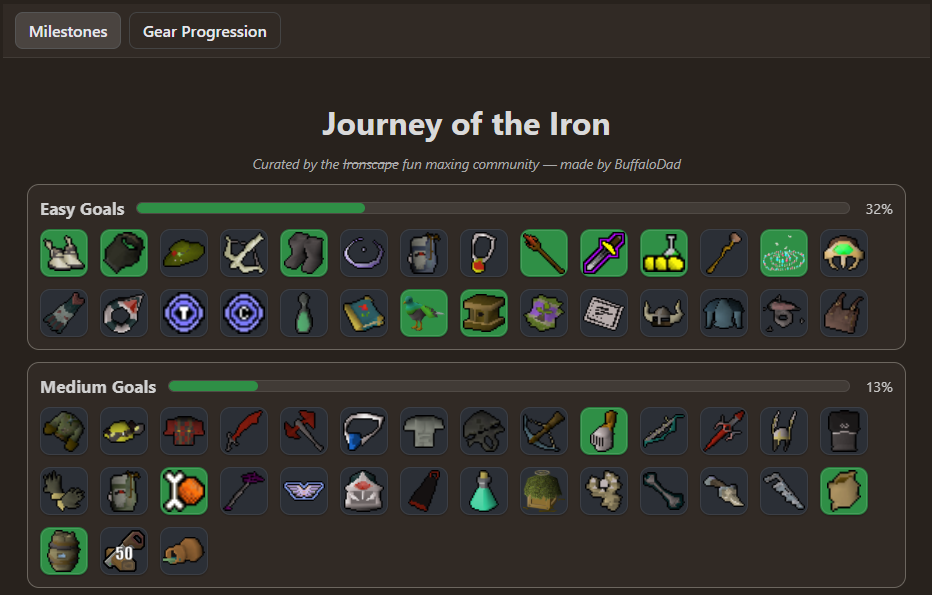 Milestones Gear Progression
Journey of the Iron
Curated by the Ironscape fun maxing community — made by BuffaloDad
Easy Goals 32%
T C
Medium Goals 13%
50